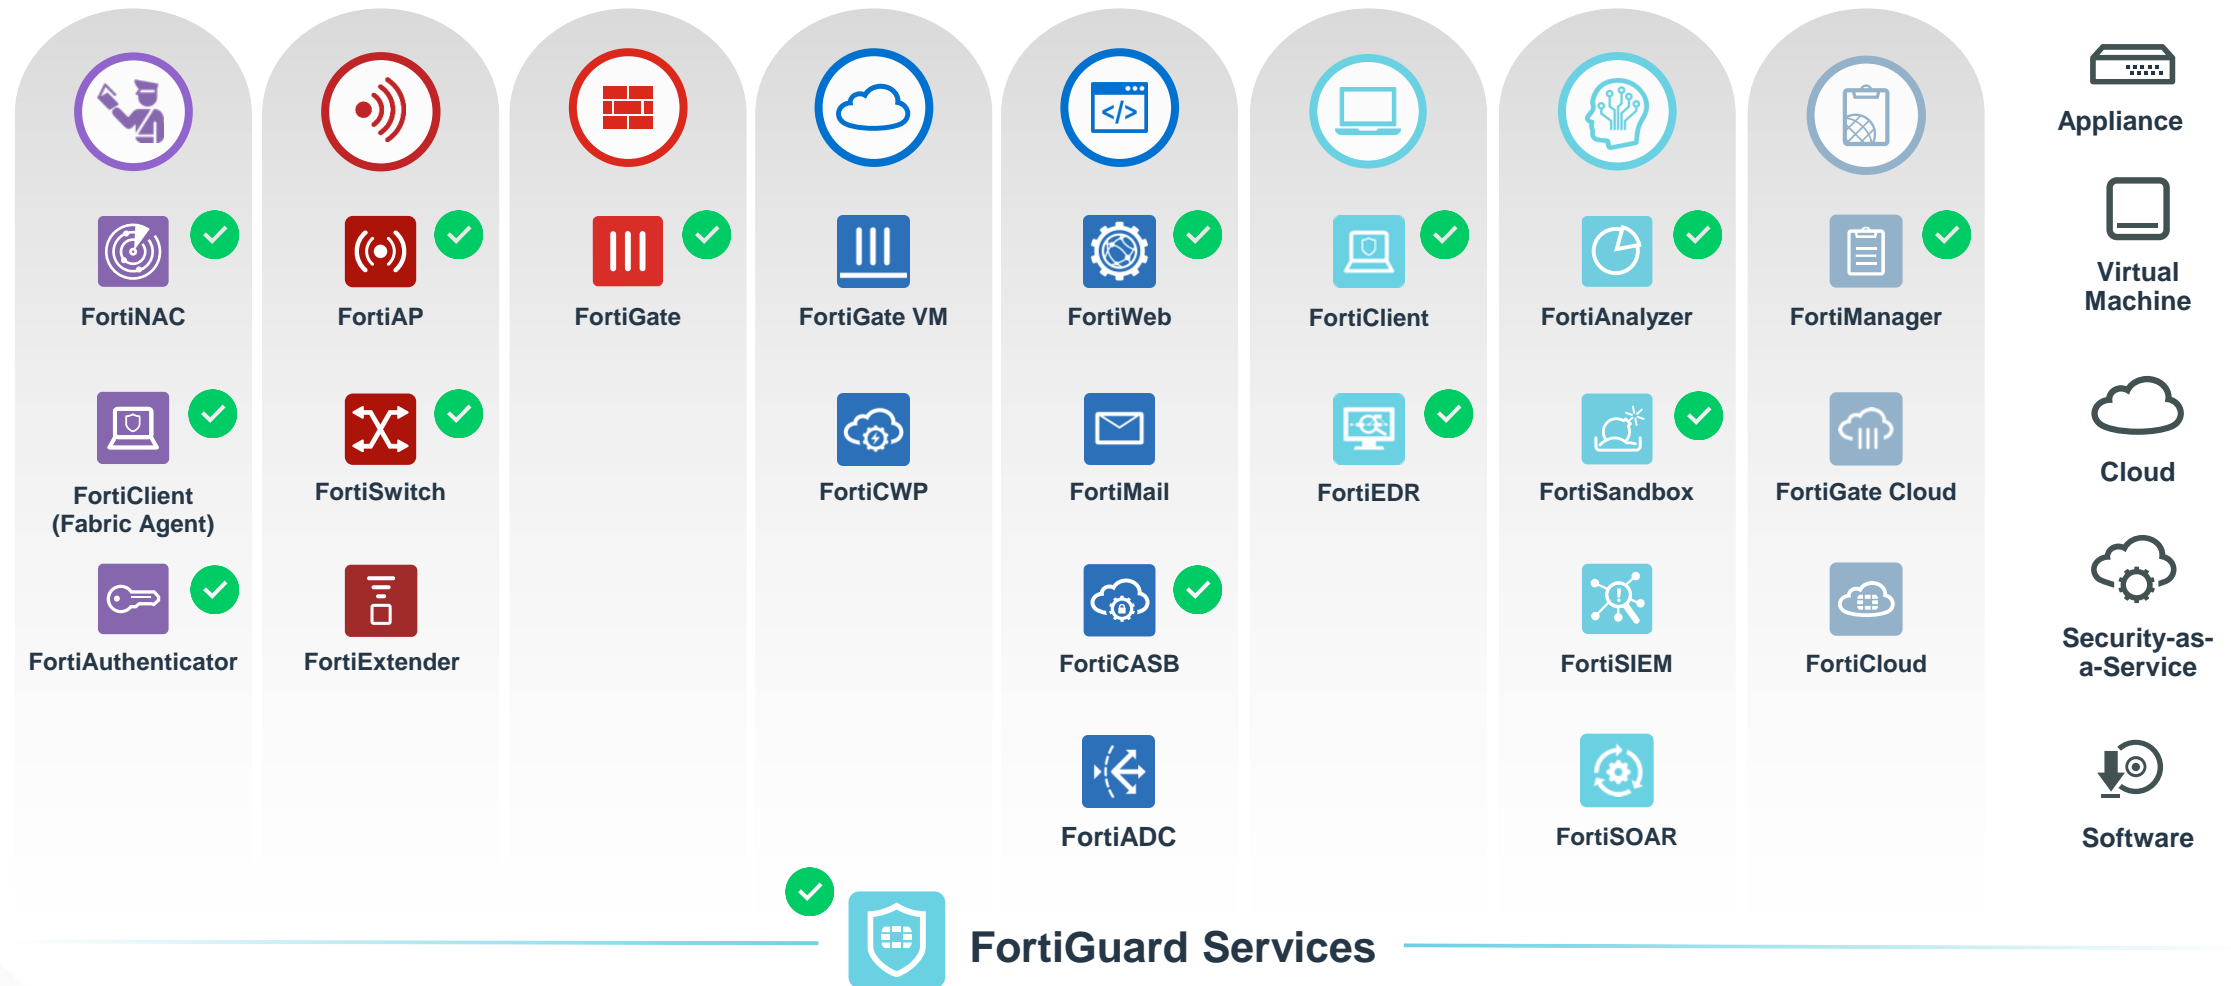 FortiNAC
FortiAP
FortiGate
FortiGate VM
FortiWeb
FortiClient
FortiAnalyzer
FortiManager
FortiClient
(Fabric Agent)
FortiSwitch
FortiCWP
FortiMail
FortiEDR
FortiSandbox
FortiGate Cloud
FortiAuthenticator
FortiExtender
FortiCASB
FortiSIEM
FortiCloud
FortiADC
FortiSOAR
Appliance
Virtual
Machine
Cloud
Security-as-
a-Service
Software
FortiGuard Services